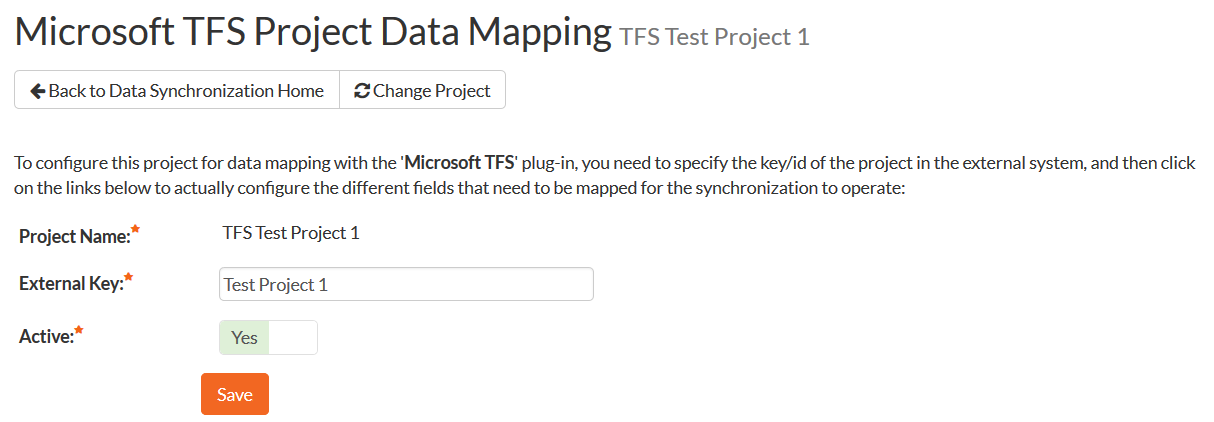 Microsoft TFS Project Data Mapping TFS Test Project 1
Back to Data Synchronization Home Change Project
To configure this project for data mapping with the 'Microsoft TFS' plug-in, you need to specify the key/id of the project in the external system, and then click
on the links below to actually configure the different fields that need to be mapped for the synchronization to operate:
Project Name:* TFS Test Project 1
External Key:* Test Project 1
Active:* Yes
Save